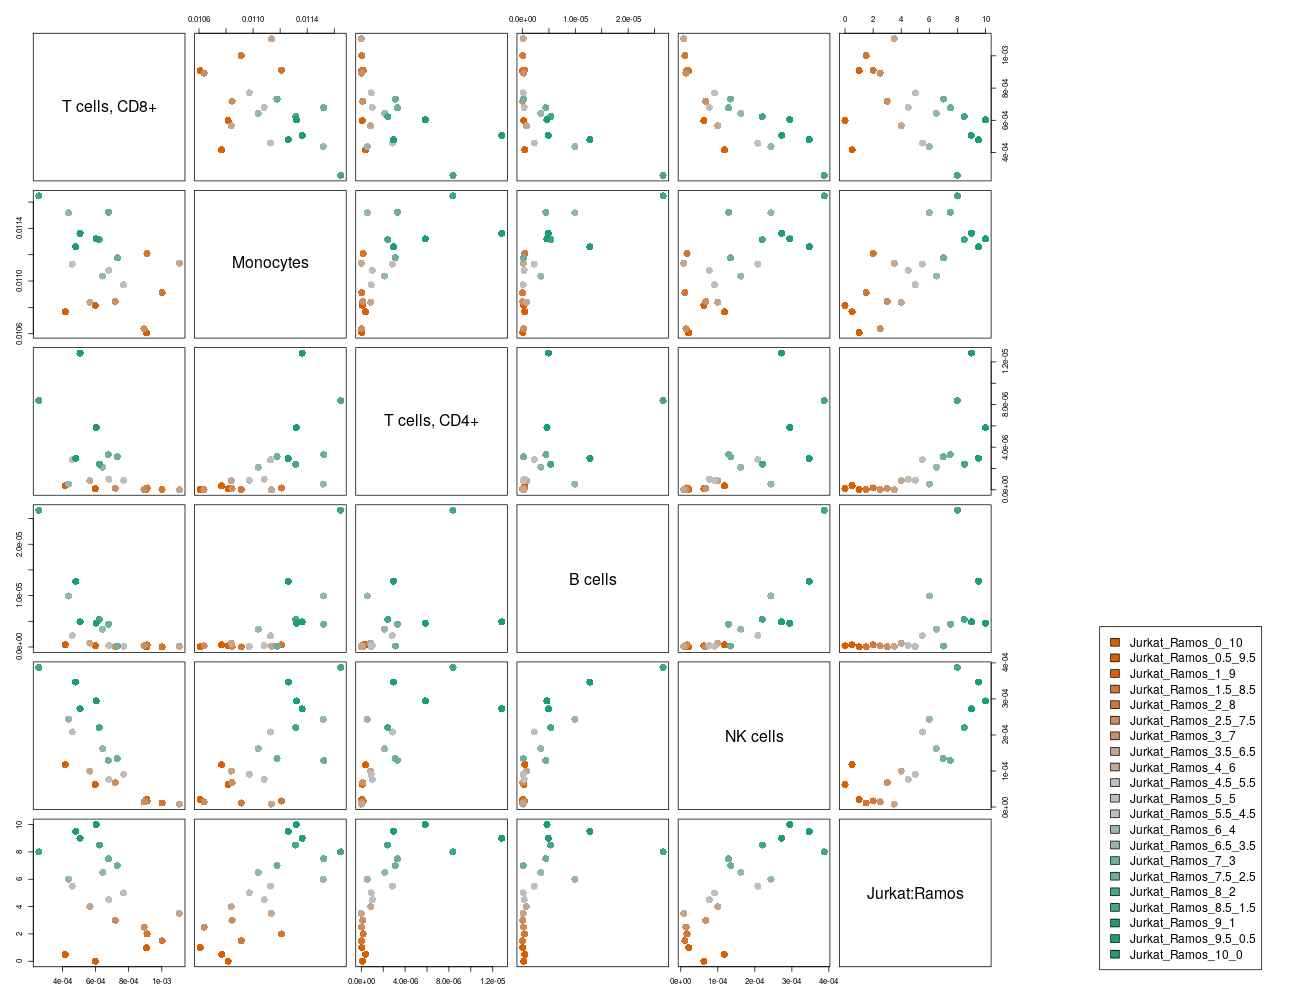 0.0106 0.0110 0.0114
0.0e+00 1.0e-05 2.0e-05
0 2 4 6 8 10
T cells, CD8+
4e-04 6e-04 8e-04 1e-03
Monocytes
0.0106 0.0110 0.0114
T cells, CD4+
0.0e+00 4.0e-06 8.0e-06 1.2e-05
B cells
0.0e+00 1.0e-05 2.0e-05
NK cells
0e+00 1e-04 2e-04 3e-04 4e-04
Jurkat:Ramos
0 2 4 6 8 10
4e-04 6e-04 8e-04 1e-03
0.0e+00 4.0e-06 8.0e-06 1.2e-05
0e+00 1e-04 2e-04 3e-04 4e-04
Jurkat_Ramos_0_10
Jurkat_Ramos_0.5_9.5
Jurkat_Ramos_1_9
Jurkat_Ramos_1.5_8.5
Jurkat_Ramos_2_8
Jurkat_Ramos_2.5_7.5
Jurkat_Ramos_3_7
Jurkat_Ramos_3.5_6.5
Jurkat_Ramos_4_6
Jurkat_Ramos_4.5_5.5
Jurkat_Ramos_5_5
Jurkat_Ramos_5.5_4.5
Jurkat_Ramos_6_4
Jurkat_Ramos_6.5_3.5
Jurkat_Ramos_7_3
Jurkat_Ramos_7.5_2.5
Jurkat_Ramos_8_2
Jurkat_Ramos_8.5_1.5
Jurkat_Ramos_9_1
Jurkat_Ramos_9.5_0.5
Jurkat_Ramos_10_0